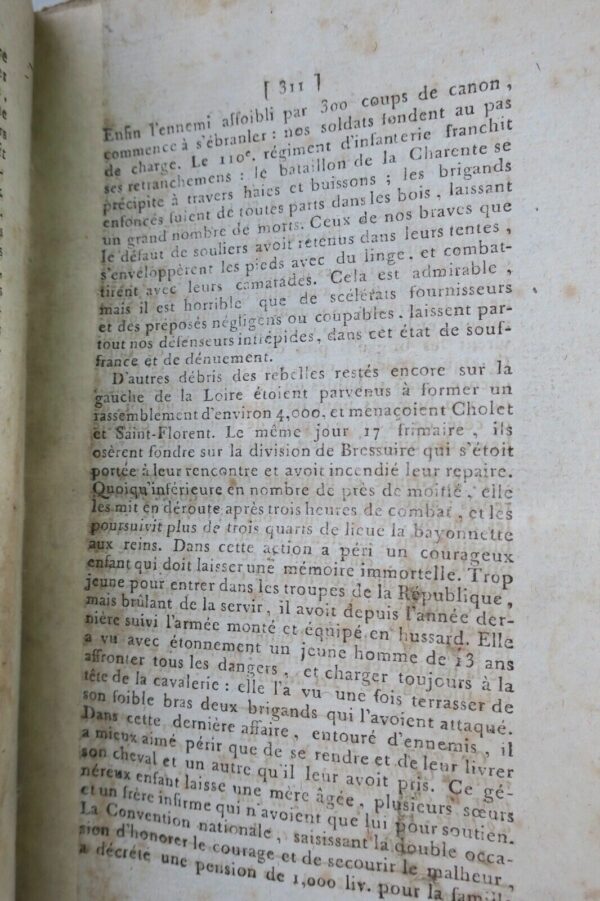 [ 311 ]
Enfin l'ennemi affoibli par 300 coups de canon,
commence à s'ébranler : nos soldats fondent au pas
de charge. Le 110e. régiment d'infanterie franchit
ses retranchemens : le bataillon de la Charente se
précipite à travers haies et buissons ; les brigands
enfoncés fuient de toutes parts dans les bois, laissant
un grand nombre de morts. Ceux de nos braves que
le défaut de souliers avoit retenus dans leurs tentes,
s'enveloppèrent les pieds avec du linge, et combat-
tirent avec leurs camarades. Cela est admirable,
mais il est horrible que de scélérats fournisseurs
et des préposés négligens ou coupables, laissent par-
tout nos défenseurs intrépides, dans cet état de souf-
france et de dénuement.
D'autres débris des rebelles restés encore sur la
gauche de la Loire étoient parvenus à former un
rassemblement d'environ 4,000, et menaçoient Cholet
et Saint-Florent. Le même jour 17 frimaire, ils
osèrent fondre sur la division de Bressuire qui s'étoit
portée à leur rencontre et avoit incendié leur repaire.
Quoiqu'inférieure en nombre de près de moitié, elle
les mit en déroute après trois heures de combat, et les
poursuivit plus de trois quarts de lieue la bayonnette
aux reins. Dans cette action a péri un courageux
enfant qui doit laisser une mémoire immortelle. Trop
jeune pour entrer dans les troupes de la République,
mais brûlant de la servir, il avoit depuis l'année der-
nière suivi l'armée monté et équipé en hussard. Elle
a vu avec étonnement un jeune homme de 13 ans
affronter tous les dangers, et charger toujours à la
tête de la cavalerie : elle l'a vu une fois terrasser de
son foible bras deux brigands qui l'avoient attaqué.
Dans cette dernière affaire, entouré d'ennemis, il
a mieux aimé périr que de se rendre et de leur livrer
son cheval et un autre qu'il leur avoit pris. Ce gé-
néreux enfant laisse une mère âgée, plusieurs sœurs
et un frère infirme qui n'avoient que lui pour soutien.
La Convention nationale, saisissant la double occa-
sion d'honorer le courage et de secourir le malheur,
a décrété une pension de 1,000 liv. pour la famille